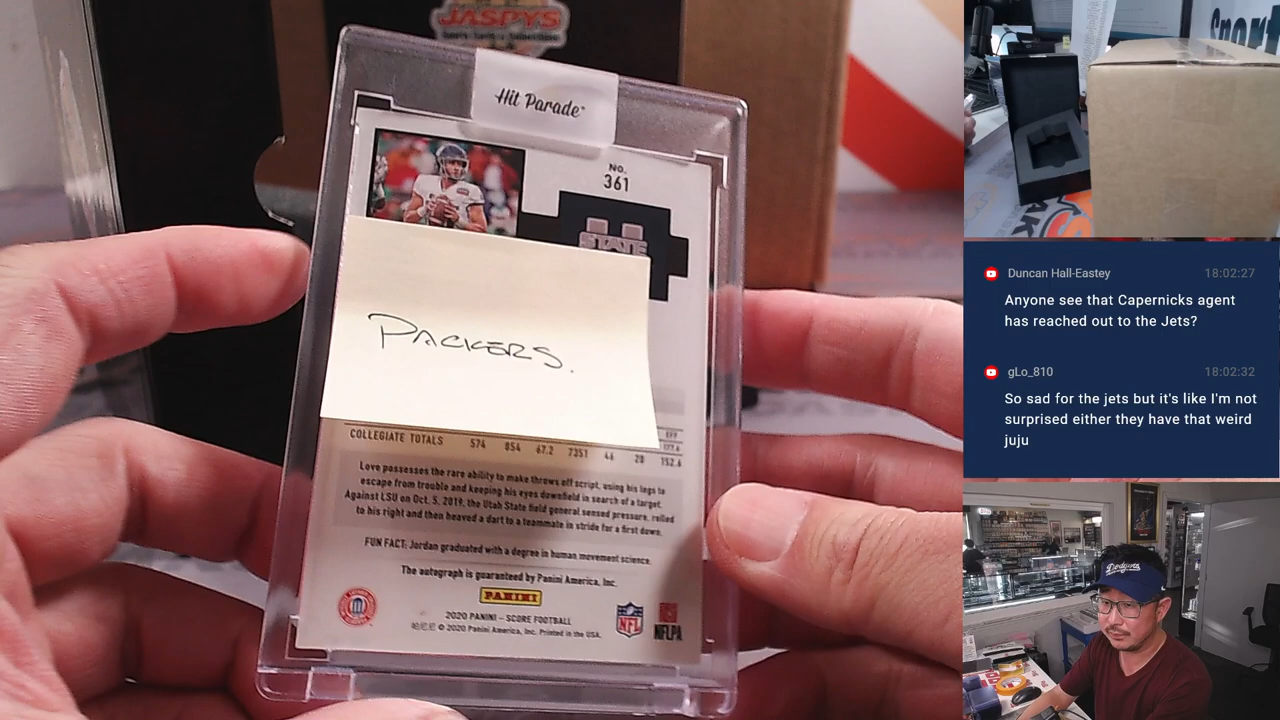 JASPYS
Hit Parade
No.
361
STATE
PACKERS.
COLLEGIATE TOTALS 574 854 67.2 7351 46 28 152.6
Love possesses the rare ability to make throws off script, using his legs to
escape from trouble and keeping his eyes downfield in search of a target.
Against LSU on Oct. 5, 2019, the Utah State field general sensed pressure, rolled
to his right and then heaved a dart to a teammate in stride for a first down.
FUN FACT: Jordan graduated with a degree in human movement science.
The autograph is guaranteed by Panini America, Inc.
PANINI
2020 PANINI – SCORE FOOTBALL
© 2020 Panini America, Inc. Printed in the USA.
NFL
NFLPA
Sport
Duncan Hall-Eastey 18:02:27
Anyone see that Capernicks agent
has reached out to the Jets?
gLo_810 18:02:32
So sad for the jets but it's like I'm not
surprised either they have that weird
juju
Dodgers